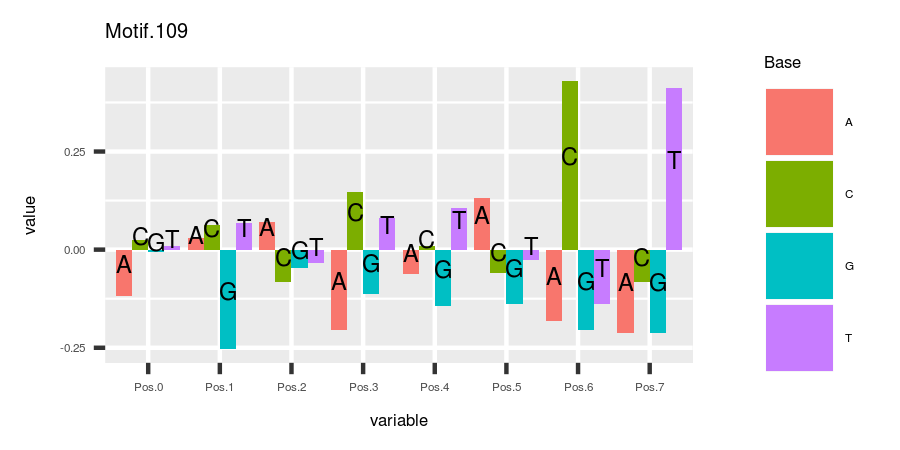 Motif.109
Base
A
C
G
T
value
0.25
0.00
-0.25
A C G T A C G T A C G T A C G T A C G T A C G T A C G T A C G T
Pos.0 Pos.1 Pos.2 Pos.3 Pos.4 Pos.5 Pos.6 Pos.7
variable